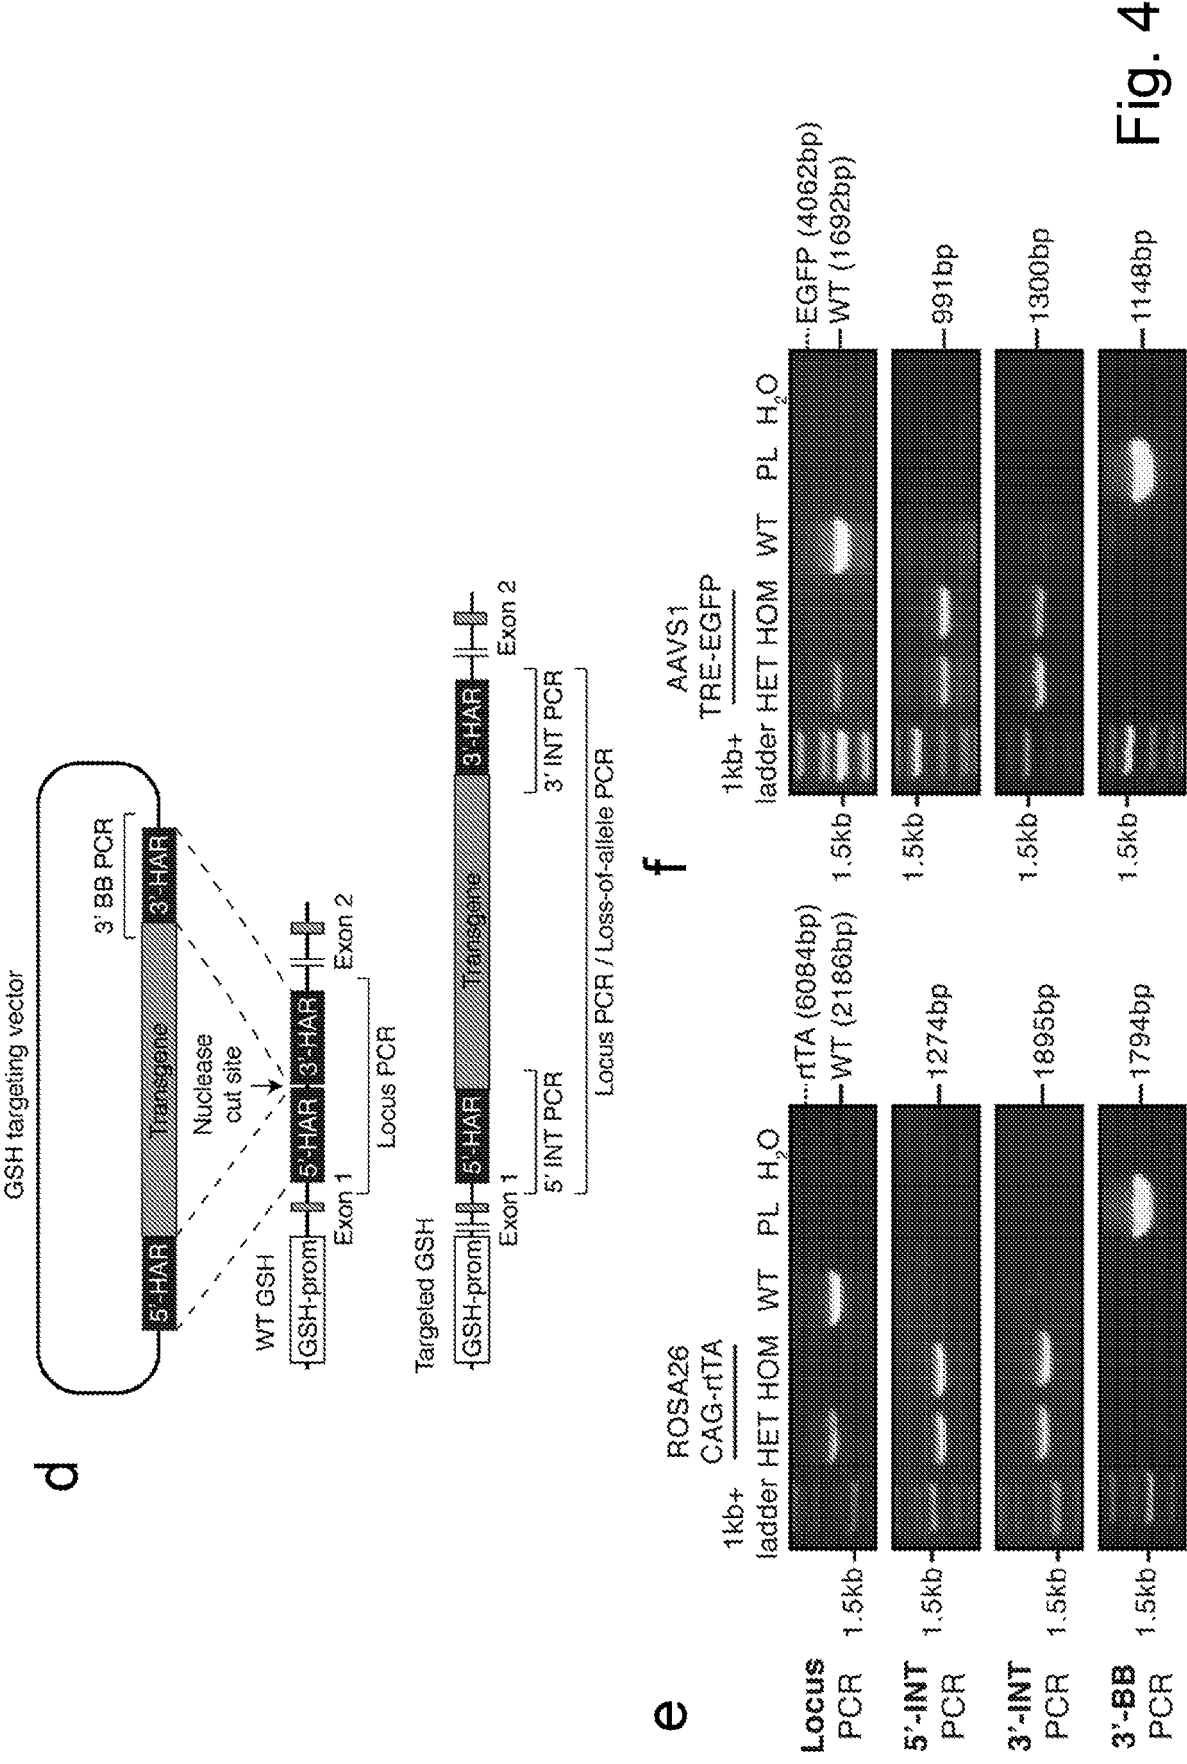 d
GSH targeting vector
5'-HAR
Transgene
3'-HAR
3' BB PCR
Nuclease
cut site
WT GSH
GSH-prom
5'-HAR
3'-HAR
Exon 1
Exon 2
Locus PCR
Targeted GSH
GSH-prom
5'-HAR
Transgene
3'-HAR
Exon 1
Exon 2
5' INT PCR
3' INT PCR
Locus PCR / Loss-of-allele PCR
e
ROSA26
CAG-rtTA
1kb+
ladder HET HOM WT PL H₂O
Locus
PCR
1.5kb
rtTA (6084bp)
WT (2186bp)
5'-INT
PCR
1.5kb
1274bp
3'-INT
PCR
1.5kb
1895bp
3'-BB
PCR
1.5kb
1794bp
f
AAVS1
TRE-EGFP
1kb+
ladder HET HOM WT PL H₂O
1.5kb
EGFP (4062bp)
WT (1692bp)
1.5kb
991bp
1.5kb
1300bp
1.5kb
1148bp
Fig. 4